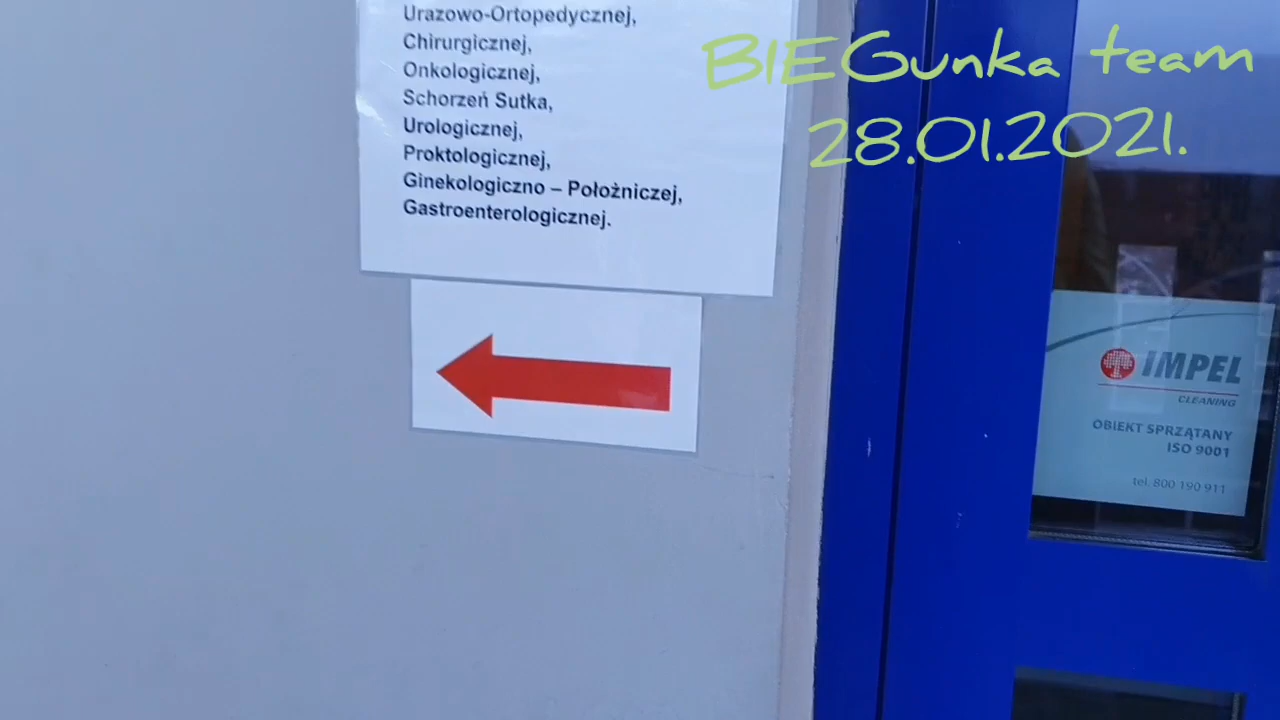 Urazowo-Ortopedycznej,
Chirurgicznej,
Onkologicznej,
Schorzeń Sutka,
Urologicznej,
Proktologicznej,
Ginekologiczno – Położniczej,
Gastroenterologicznej.
BIEGunka team
28.01.2021.
IMPEL
CLEANING
OBIEKT SPRZĄTANY
ISO 9001
tel. 800 190 911